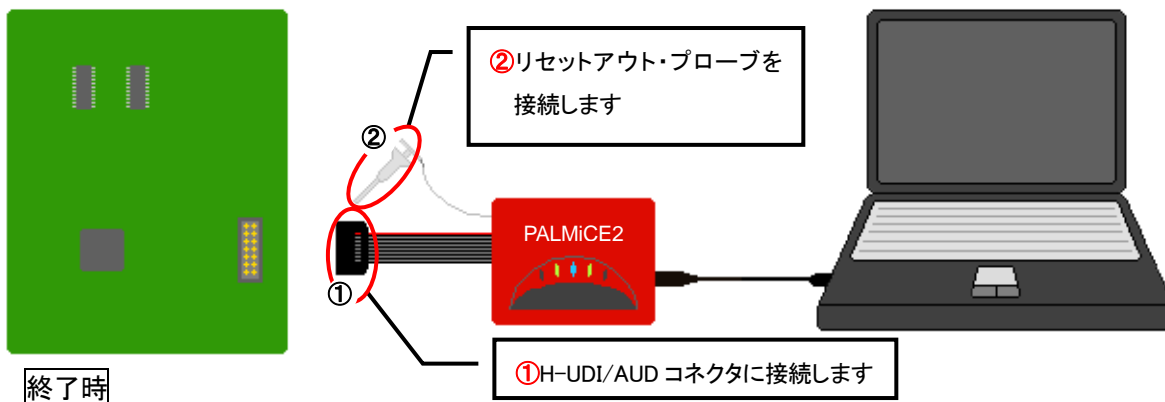 ②リセットアウト・プローブを
接続します
②
PALMiCE2
①
①H-UDI/AUD コネクタに接続します
終了時